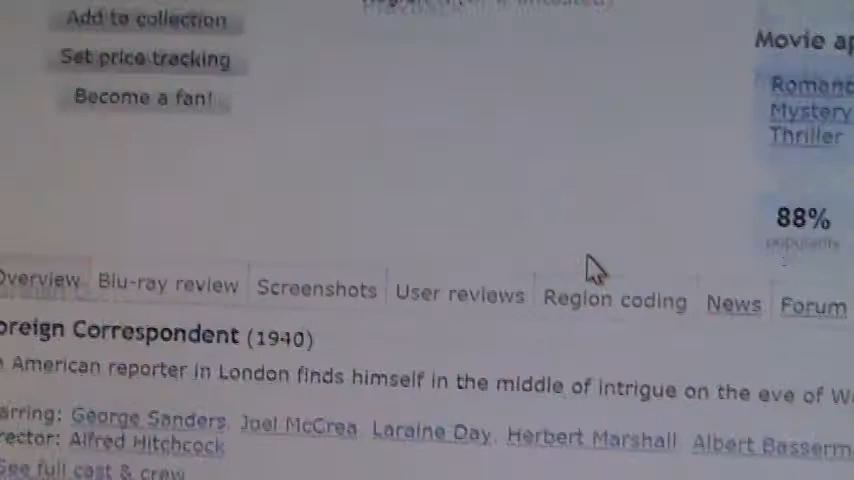 Add to collection
Set price tracking
Become a fan!
Movie ap
Romanc
Mystery
Thriller
88%
popularity
Overview Blu-ray review Screenshots User reviews Region coding News Forum
oreign Correspondent (1940)
American reporter in London finds himself in the middle of intrigue on the eve of W
arring: George Sanders, Joel McCrea Laraine Day, Herbert Marshall Albert Basserm
rector: Alfred Hitchcock
See full cast & crew